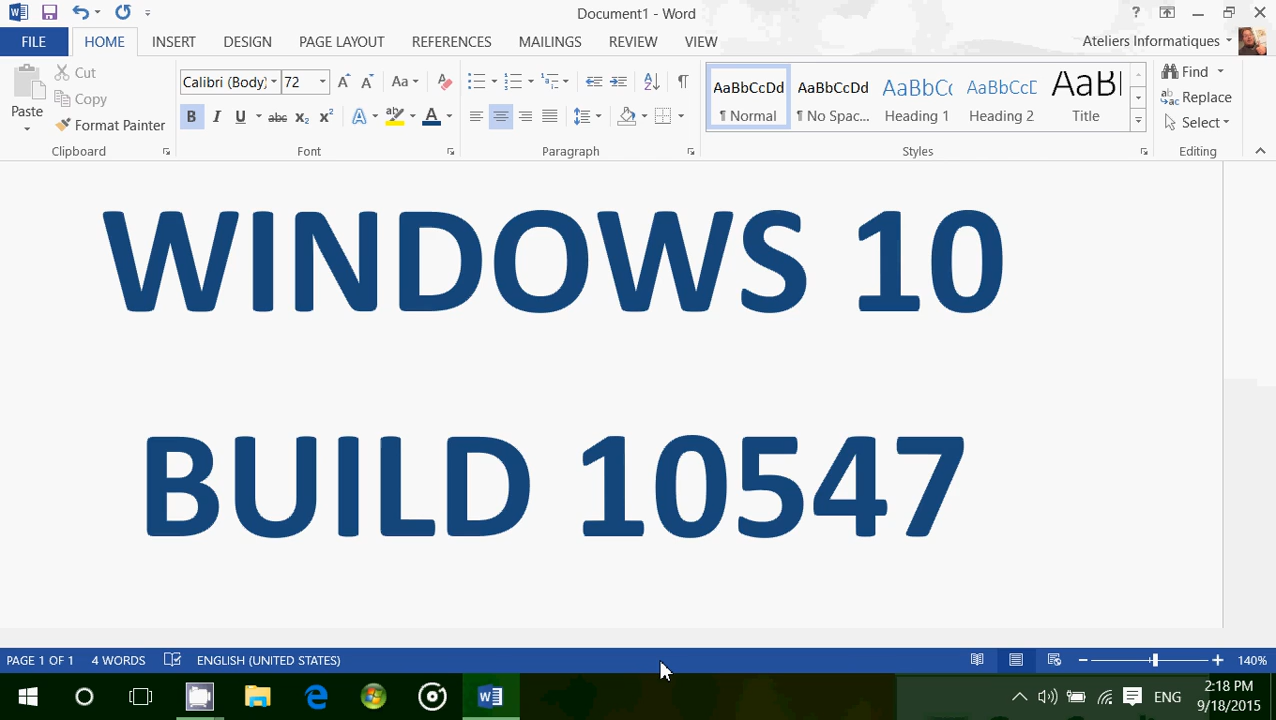 Document1 - Word
FILE HOME INSERT DESIGN PAGE LAYOUT REFERENCES MAILINGS REVIEW VIEW Ateliers Informatiques
Paste
Cut
Copy
Format Painter
Clipboard
Calibri (Body) 72
Font
Paragraph
AaBbCcDd AaBbCcDd AaBbCc AaBbCcD AaB
¶ Normal ¶ No Spac... Heading 1 Heading 2 Title
Styles
Find
Replace
Select
Editing
WINDOWS 10
BUILD 10547
PAGE 1 OF 1 4 WORDS ENGLISH (UNITED STATES) 140%
ENG
2:18 PM
9/18/2015